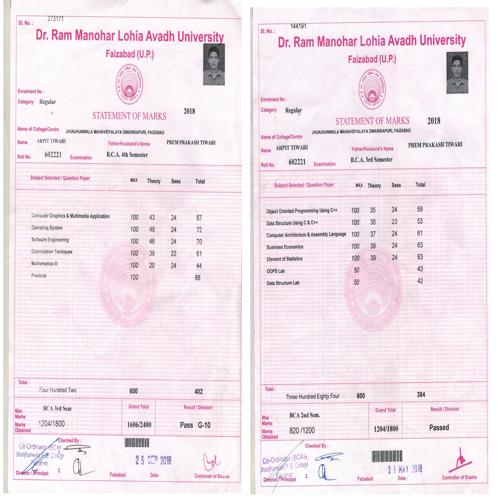 Sl. No. : 273171
Dr. Ram Manohar Lohia Avadh University
Faizabad (U.P.)
Enrolment No :
Category Regular
STATEMENT OF MARKS 2018
Name of College/Centre JHUNJHUNWALA MAHAVIDYALAYA DWARIKAPURI, FAIZABAD
Name ARPIT TIWARI Father/Husband's Name PREM PRAKASH TIWARI
Roll No. 602221 Examination B.C.A. 4th Semester
Subject Selected / Question Paper MAX Theory Sess Total
Computer Graphics & Multimedia Application 100 43 24 67
Operating System 100 48 24 72
Software Engineering 100 46 24 70
Optimization Techiques 100 39 22 61
Mathematics III 100 20 24 44
Practical 100 88
Total :
Four Hundred Two 600 402
BCA 3rd Sem Grand Total Result / Division
Max Marks
Marks Obtained 1204/1800 1606/2400 Pass G-10
Checked By :
1.
2.
Co-Ordinator (BCA)
Director / Principal
Faizabad Date : 25 SEP 2018 Controller of Exams
Sl. No. : 144191
Dr. Ram Manohar Lohia Avadh University
Faizabad (U.P.)
Enrolment No :
Category Regular
STATEMENT OF MARKS 2018
Name of College/Centre JHUNJHUNWALA MAHAVIDYALAYA DWARIKAPURI, FAIZABAD
Name ARPIT TIWARI Father/Husband's Name PREM PRAKASH TIWARI
Roll No. 602221 Examination B.C.A. 3rd Semester
Subject Selected / Question Paper MAX Theory Sess Total
Object Oriented Programming Using C++ 100 35 24 59
Data Structure Using C & C++ 100 30 23 53
Computer Architecture & Assembly Language 100 37 24 61
Business Economics 100 39 24 63
Element of Statistics 100 39 24 63
OOPS Lab 50 43
Data Structure Lab 50 42
Total :
Three Hundred Eighty Four 600 384
BCA 2nd Sem. Grand Total Result / Division
Max Marks
Marks Obtained 820 /1200 1204/1800 Passed
Checked By :
1.
2.
Co-Ordinator (BCA)
Director / Principal
Faizabad Date : 21 MAY 2018 Controller of Exams